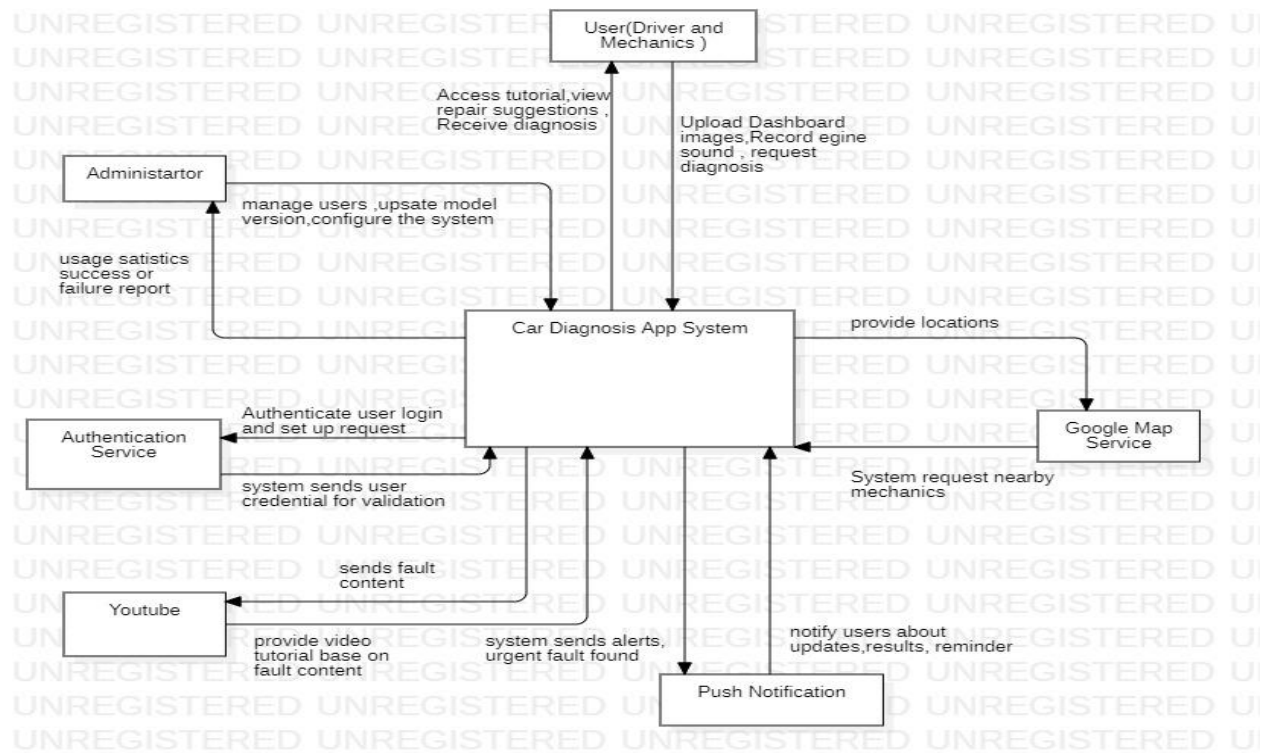 UNREGISTERED UNREGISTERED UNREGISTERED UNREGISTERED U
User(Driver and
Mechanics )
Access tutorial,view
repair suggestions ,
Receive diagnosis
Upload Dashboard
images,Record egine
sound , request
diagnosis
Administartor
manage users ,upsate model
version,configure the system
usage satistics
success or
failure report
Car Diagnosis App System
provide locations
Authenticate user login
and set up request
Authentication
Service
system sends user
credential for validation
Google Map
Service
System request nearby
mechanics
sends fault
content
Youtube
provide video
tutorial base on
fault content
system sends alerts,
urgent fault found
notify users about
updates,results, reminder
Push Notification